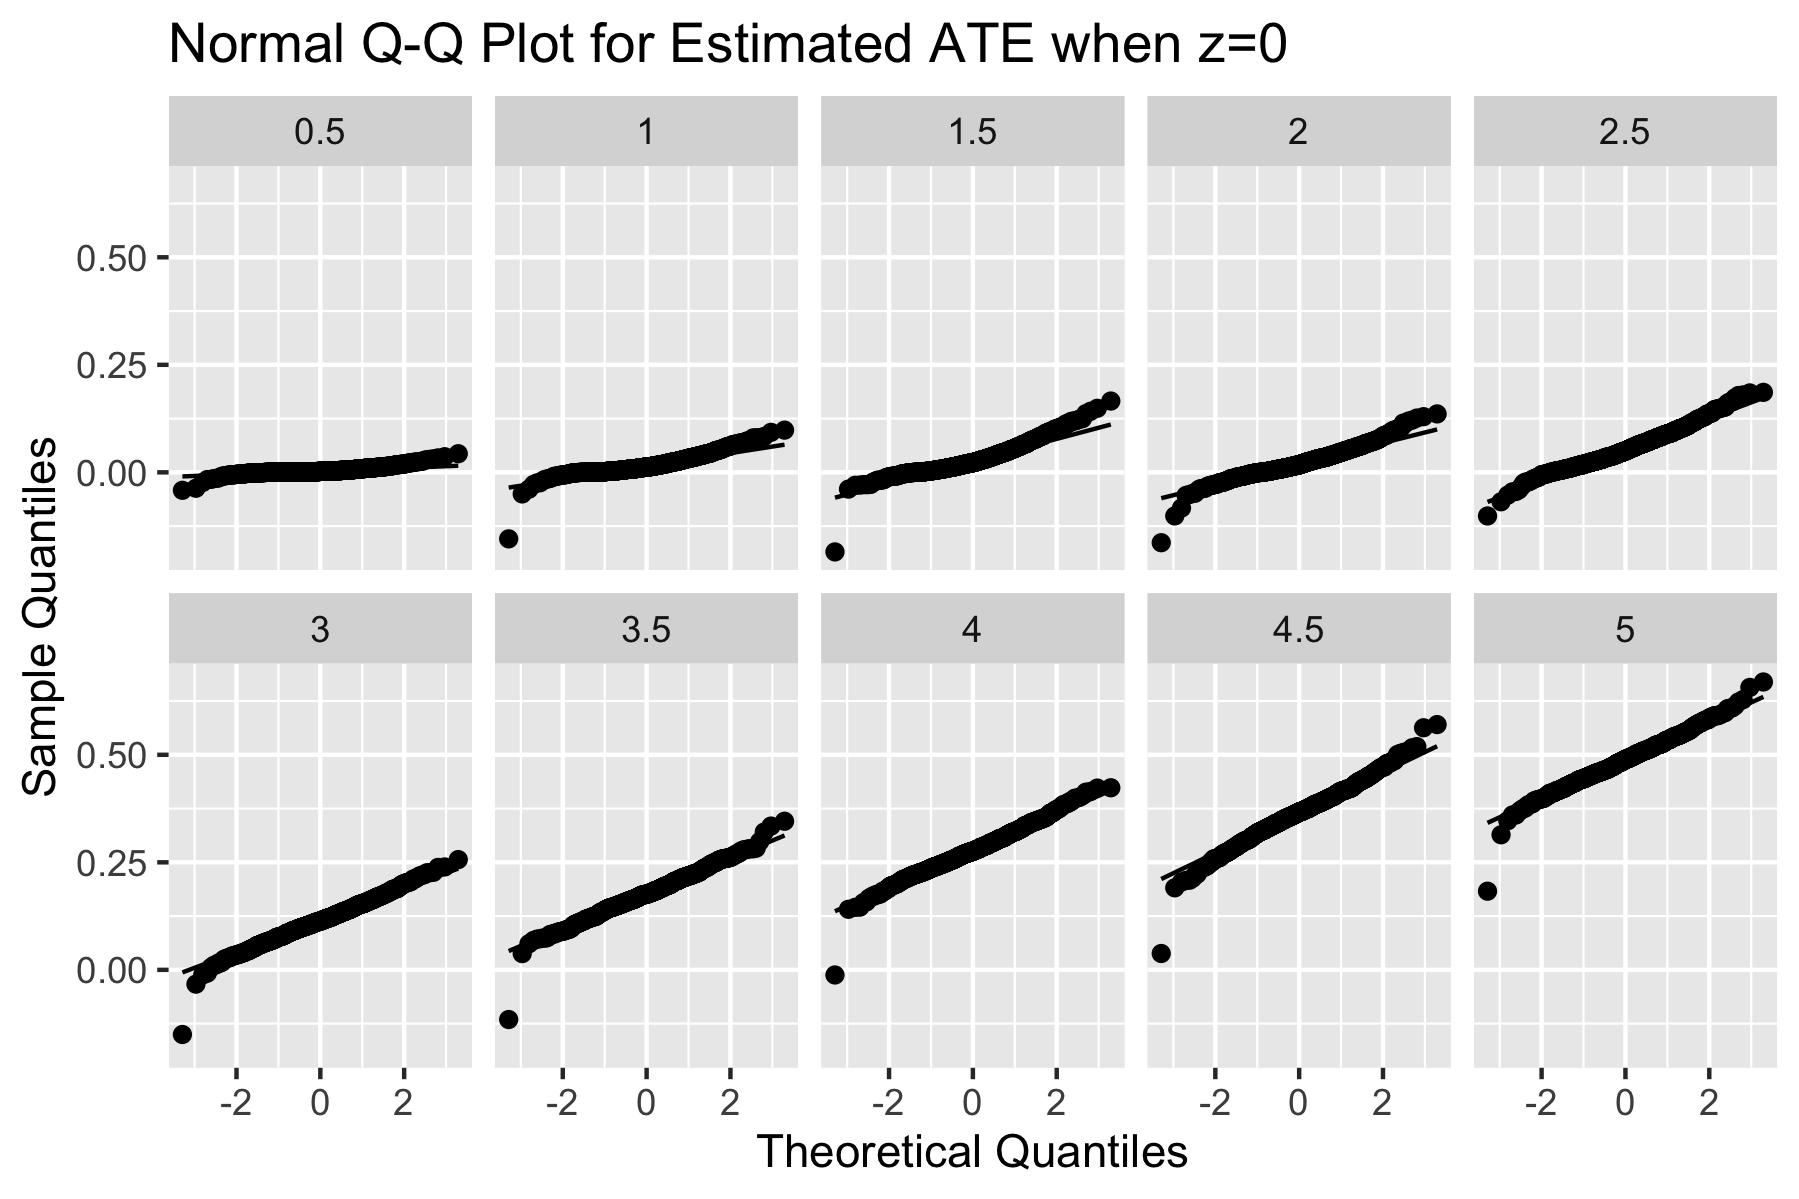 Normal Q-Q Plot for Estimated ATE when z=0
0.5 1 1.5 2 2.5
0.50
0.25
0.00
3 3.5 4 4.5 5
0.50
0.25
0.00
-2 0 2 -2 0 2 -2 0 2 -2 0 2 -2 0 2
Theoretical Quantiles
Sample Quantiles